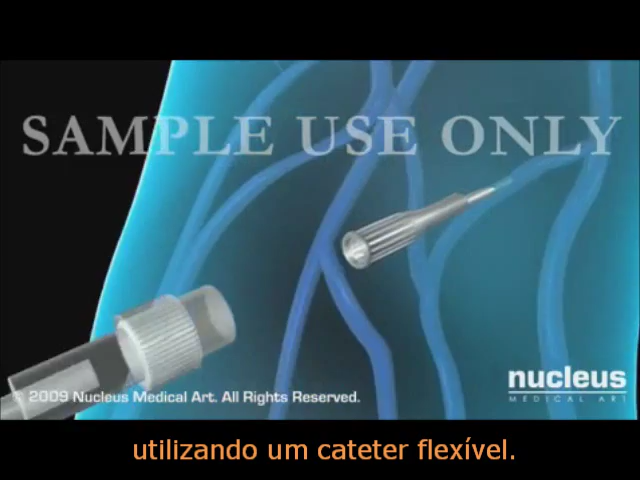 SAMPLE USE ONLY
nucleus
MEDICAL ART
© 2009 Nucleus Medical Art. All Rights Reserved.
utilizando um cateter flexível.